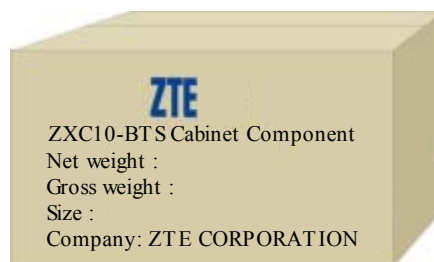 ZTE
ZXC10-BTS Cabinet Component
Net weight :
Gross weight :
Size :
Company: ZTE CORPORATION